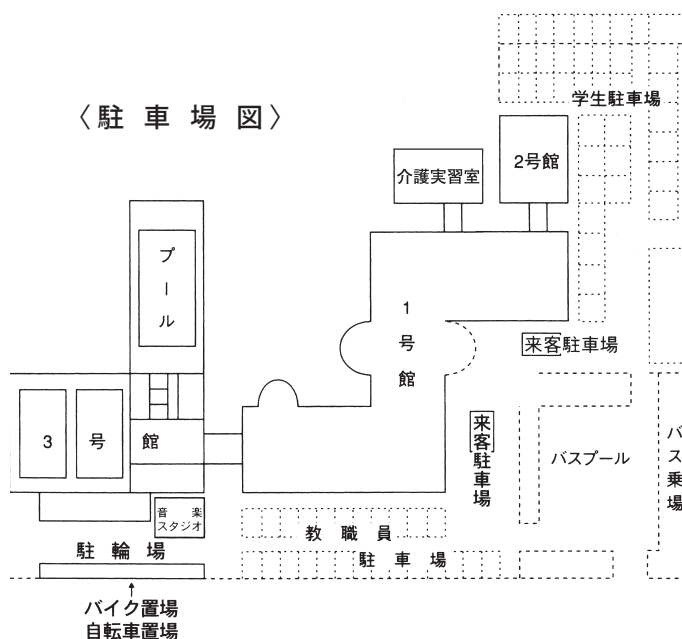 〈駐車場図〉
学生駐車場
介護実習室
2号館
プール
1号館
来客駐車場
3号館
来客駐車場
バスプール
バス乗場
音楽
スタジオ
教職員
駐車場
駐輪場
バイク置場
自転車置場